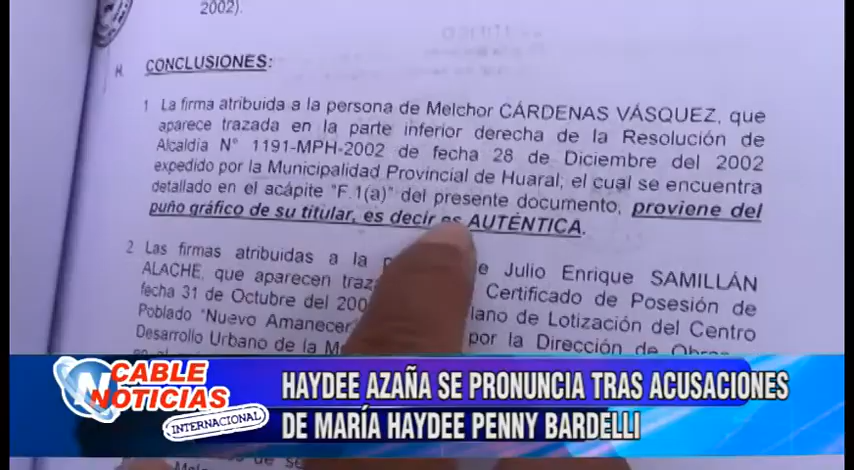 2002).
H. CONCLUSIONES:
1 La firma atribuida a la persona de Melchor CÁRDENAS VÁSQUEZ, que
aparece trazada en la parte inferior derecha de la Resolución de
Alcaldía N° 1191-MPH-2002 de fecha 28 de Diciembre del 2002
expedido por la Municipalidad Provincial de Huaral; el cual se encuentra
detallado en el acápite "F.1(a)" del presente documento, proviene del
puño gráfico de su titular, es decir es AUTÉNTICA.
2 Las firmas atribuidas a la e Julio Enrique SAMILLÁN
ALACHE, que aparecen Certificado de Posesión de
fecha 31 de Octubre del Lotización del Centro
Poblado "Nuevo Amanecer por la Dirección de
Desarrollo Urbano de la
CABLE
NOTICIAS
INTERNACIONAL
HAYDEE AZAÑA SE PRONUNCIA TRAS ACUSACIONES
DE MARÍA HAYDEE PENNY BARDELLI